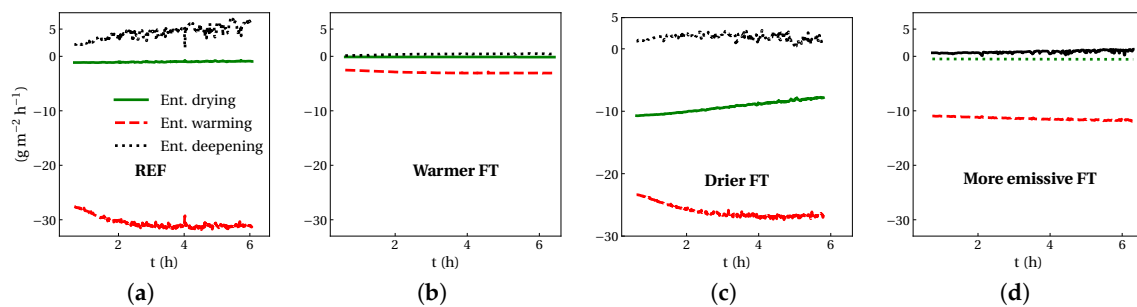 (g m⁻² h⁻¹)
5
0
−10
−20
−30
Ent. drying
Ent. warming
Ent. deepening
REF
2
4
6
t (h)
(a)
5
0
−10
−20
−30
Warmer FT
2
4
6
t (h)
(b)
5
0
−10
−20
−30
Drier FT
2
4
6
t (h)
(c)
5
0
−10
−20
−30
More emissive FT
2
4
6
t (h)
(d)